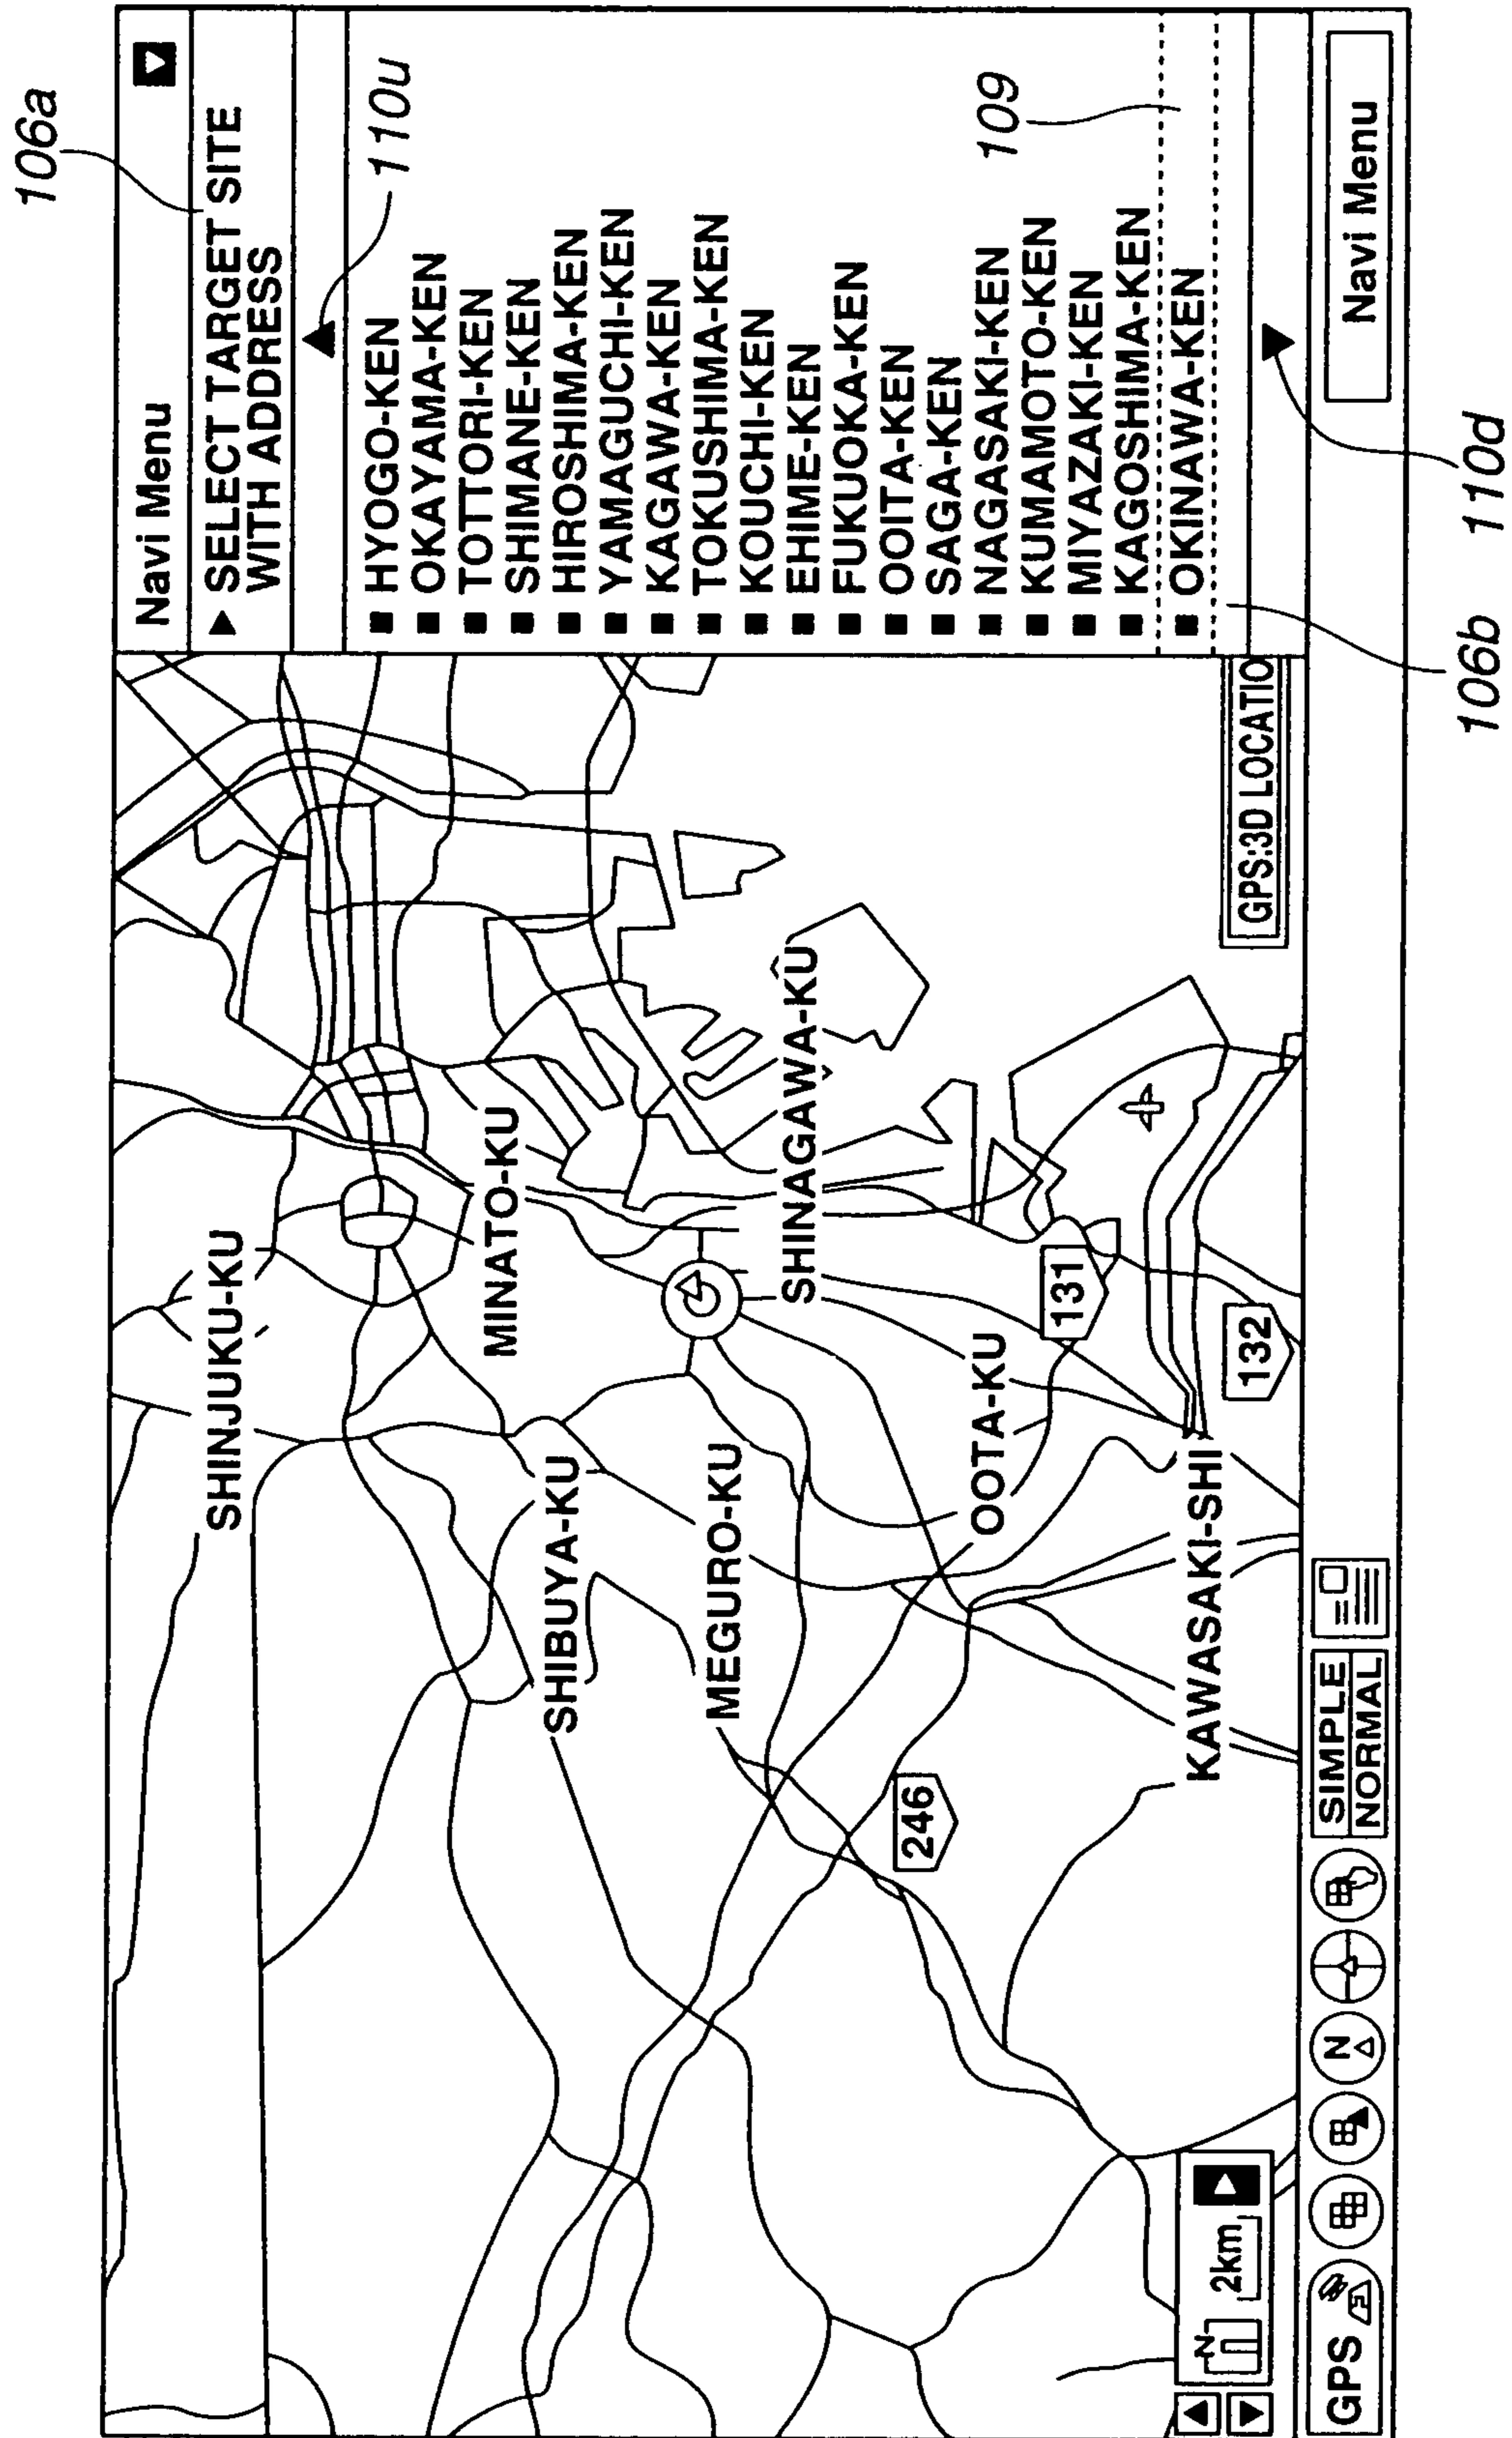 106a
Navi Menu
SELECT TARGET SITE
WITH ADDRESS
110u
HYOGO-KEN
OKAYAMA-KEN
TOTTORI-KEN
SHIMANE-KEN
HIROSHIMA-KEN
YAMAGUCHI-KEN
KAGAWA-KEN
TOKUSHIMA-KEN
KOUCHI-KEN
EHIME-KEN
FUKUOKA-KEN
OOITA-KEN
SAGA-KEN
NAGASAKI-KEN
KUMAMOTO-KEN
MIYAZAKI-KEN
KAGOSHIMA-KEN
OKINAWA-KEN
109
Navi Menu
106b
110d
SHINJUKU-KU
MINATO-KU
SHIBUYA-KU
MEGURO-KU
SHINAGAWA-KU
246
OOTA-KU
131
KAWASAKI-SHI
132
GPS:3D LOCATIO
N
2km
GPS
N
SIMPLE
NORMAL